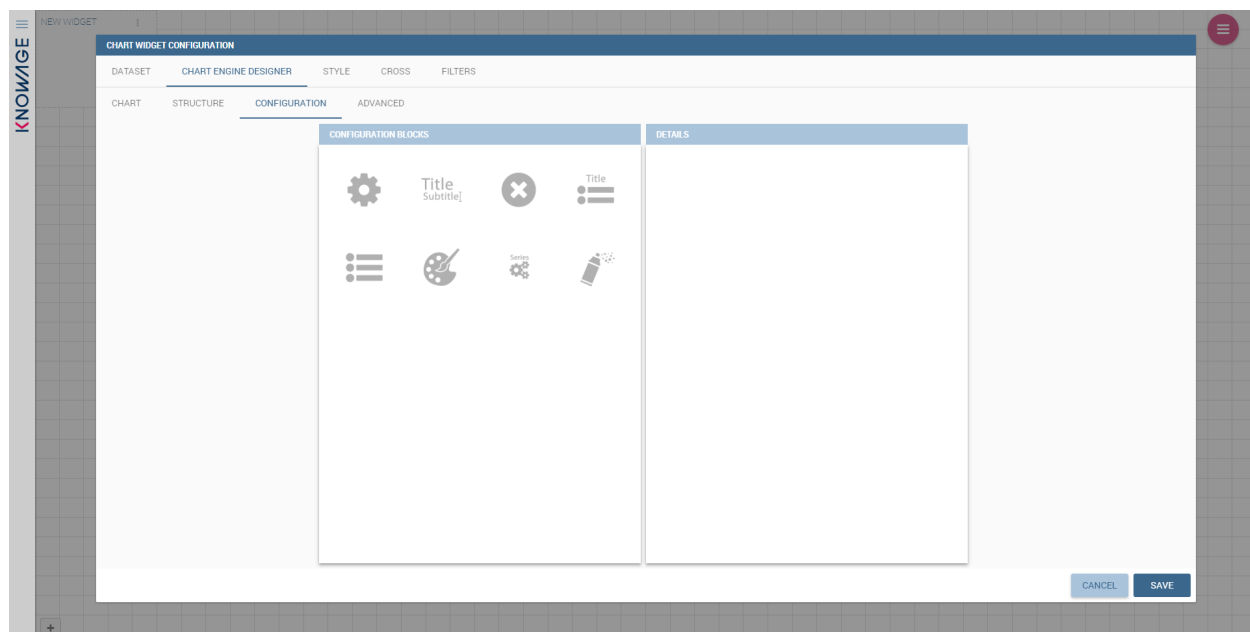 NEW WIDGET
KNOWAGE
CHART WIDGET CONFIGURATION
DATASET CHART ENGINE DESIGNER STYLE CROSS FILTERS
CHART STRUCTURE CONFIGURATION ADVANCED
CONFIGURATION BLOCKS DETAILS
Title
Subtitle
Title
Series
CANCEL SAVE
+